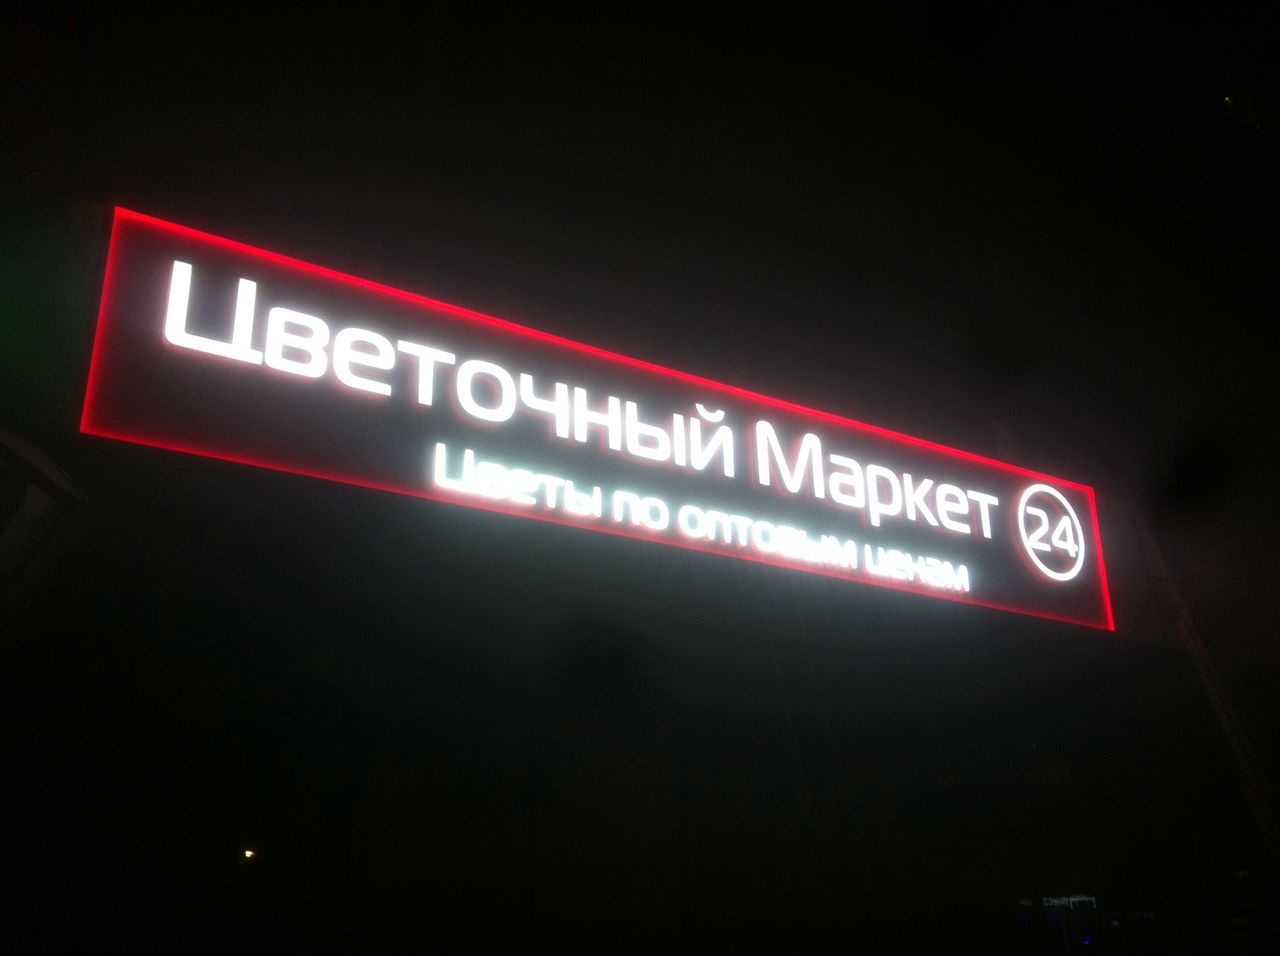 Цветочный Маркет 24
Цветы по оптовым ценам